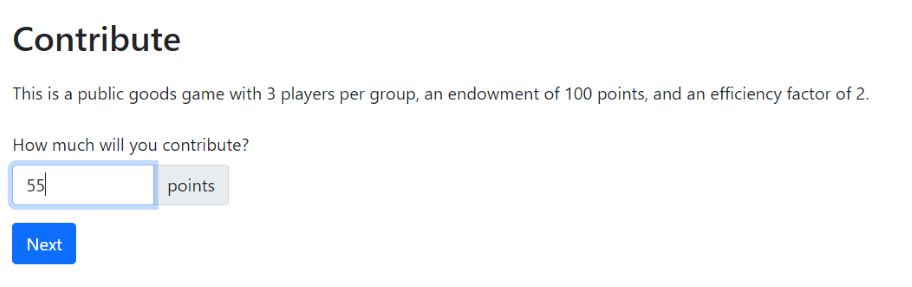 Contribute
This is a public goods game with 3 players per group, an endowment of 100 points, and an efficiency factor of 2.
How much will you contribute?
55 points
Next